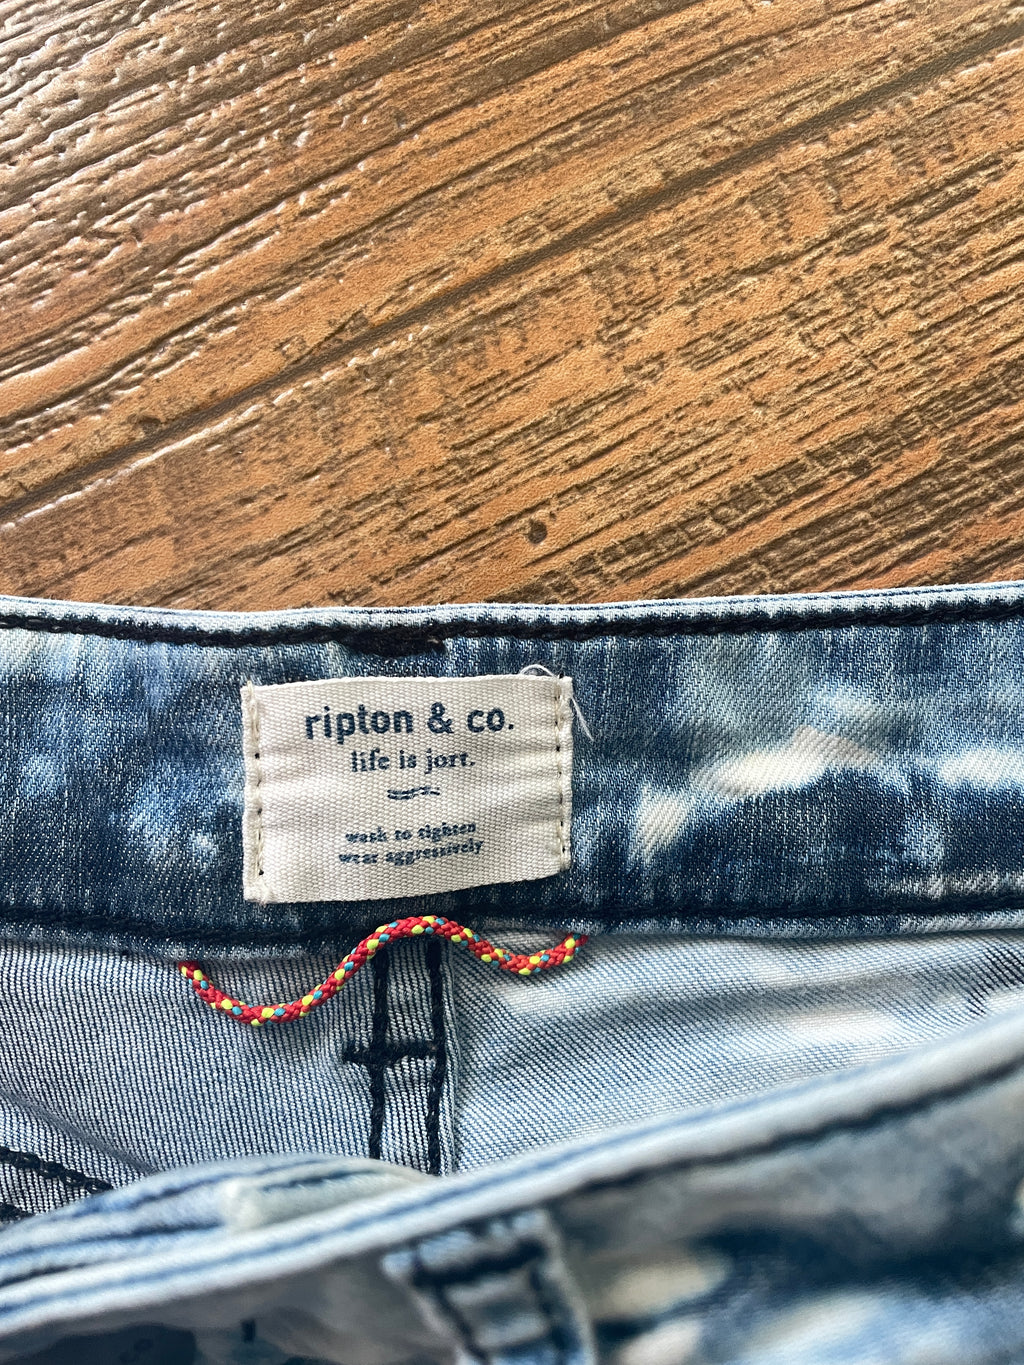 ripton & co.
life is jort.
wash to tighten
wear aggressively